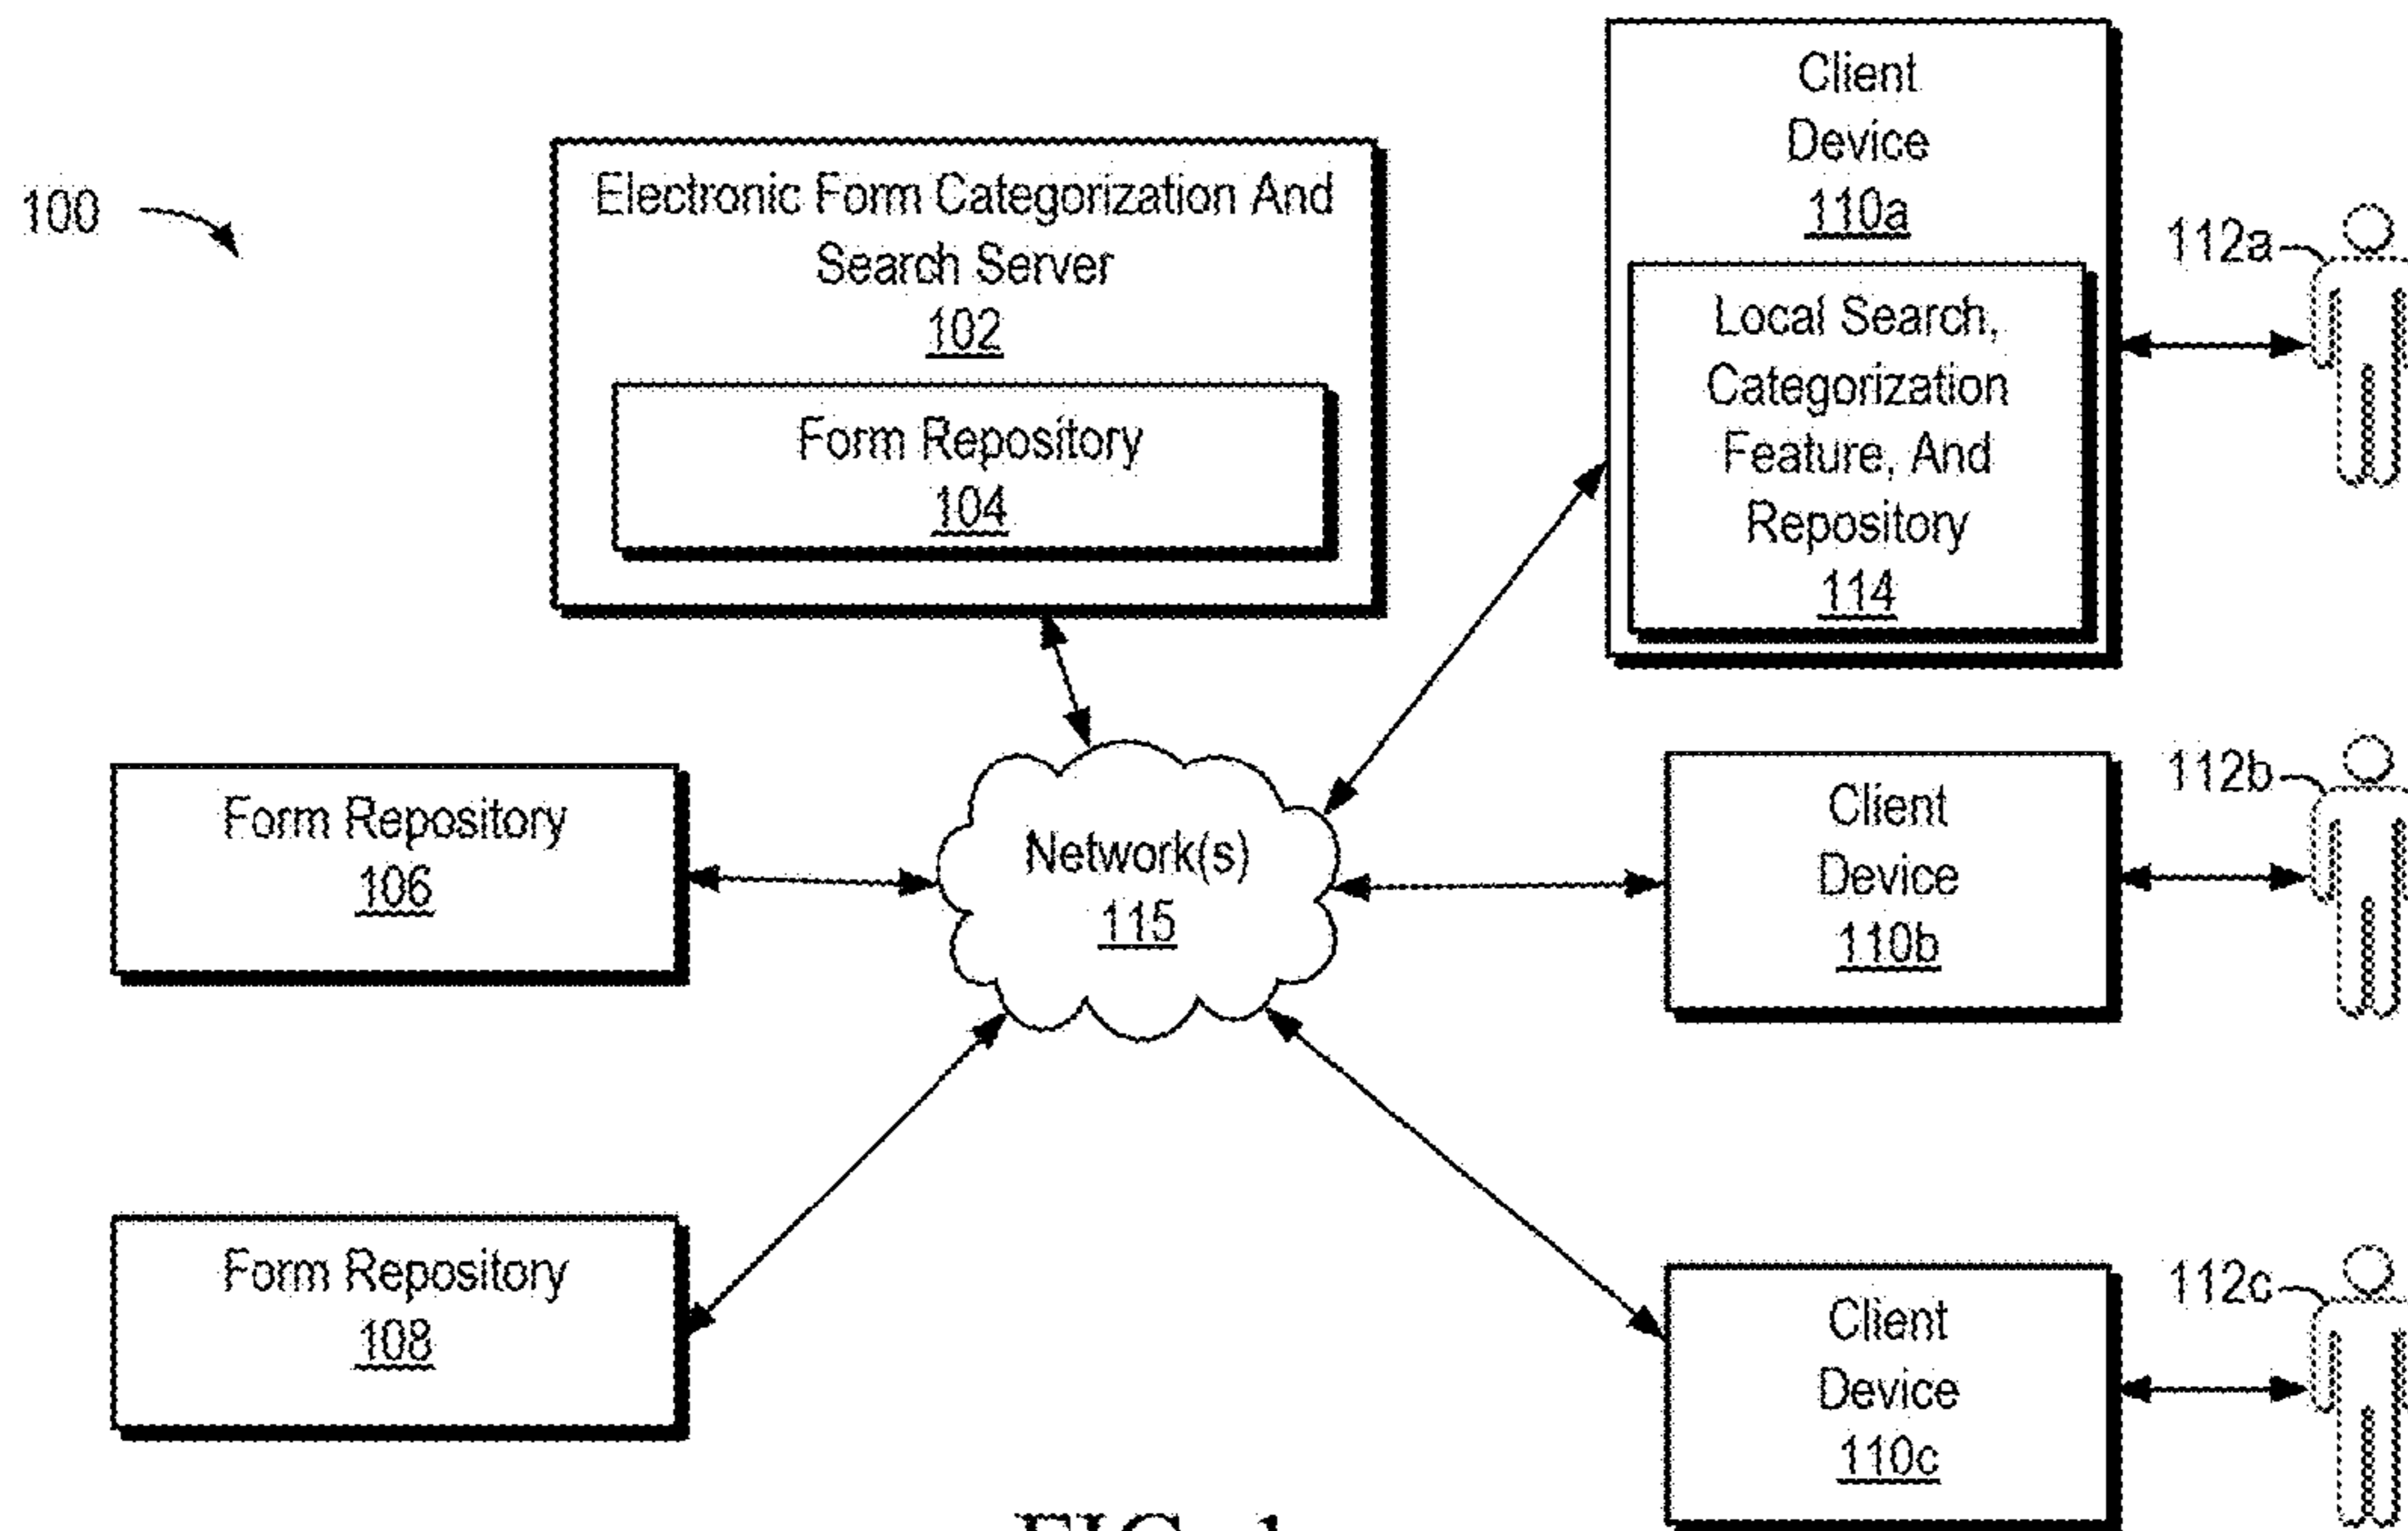 100
Electronic Form Categorization And
Search Server
102
Form Repository
104
Client
Device
110a
Local Search,
Categorization
Feature, And
Repository
114
112a
Form Repository
106
Network(s)
115
Client
Device
110b
112b
Form Repository
108
Client
Device
110c
112c
FIG. 1